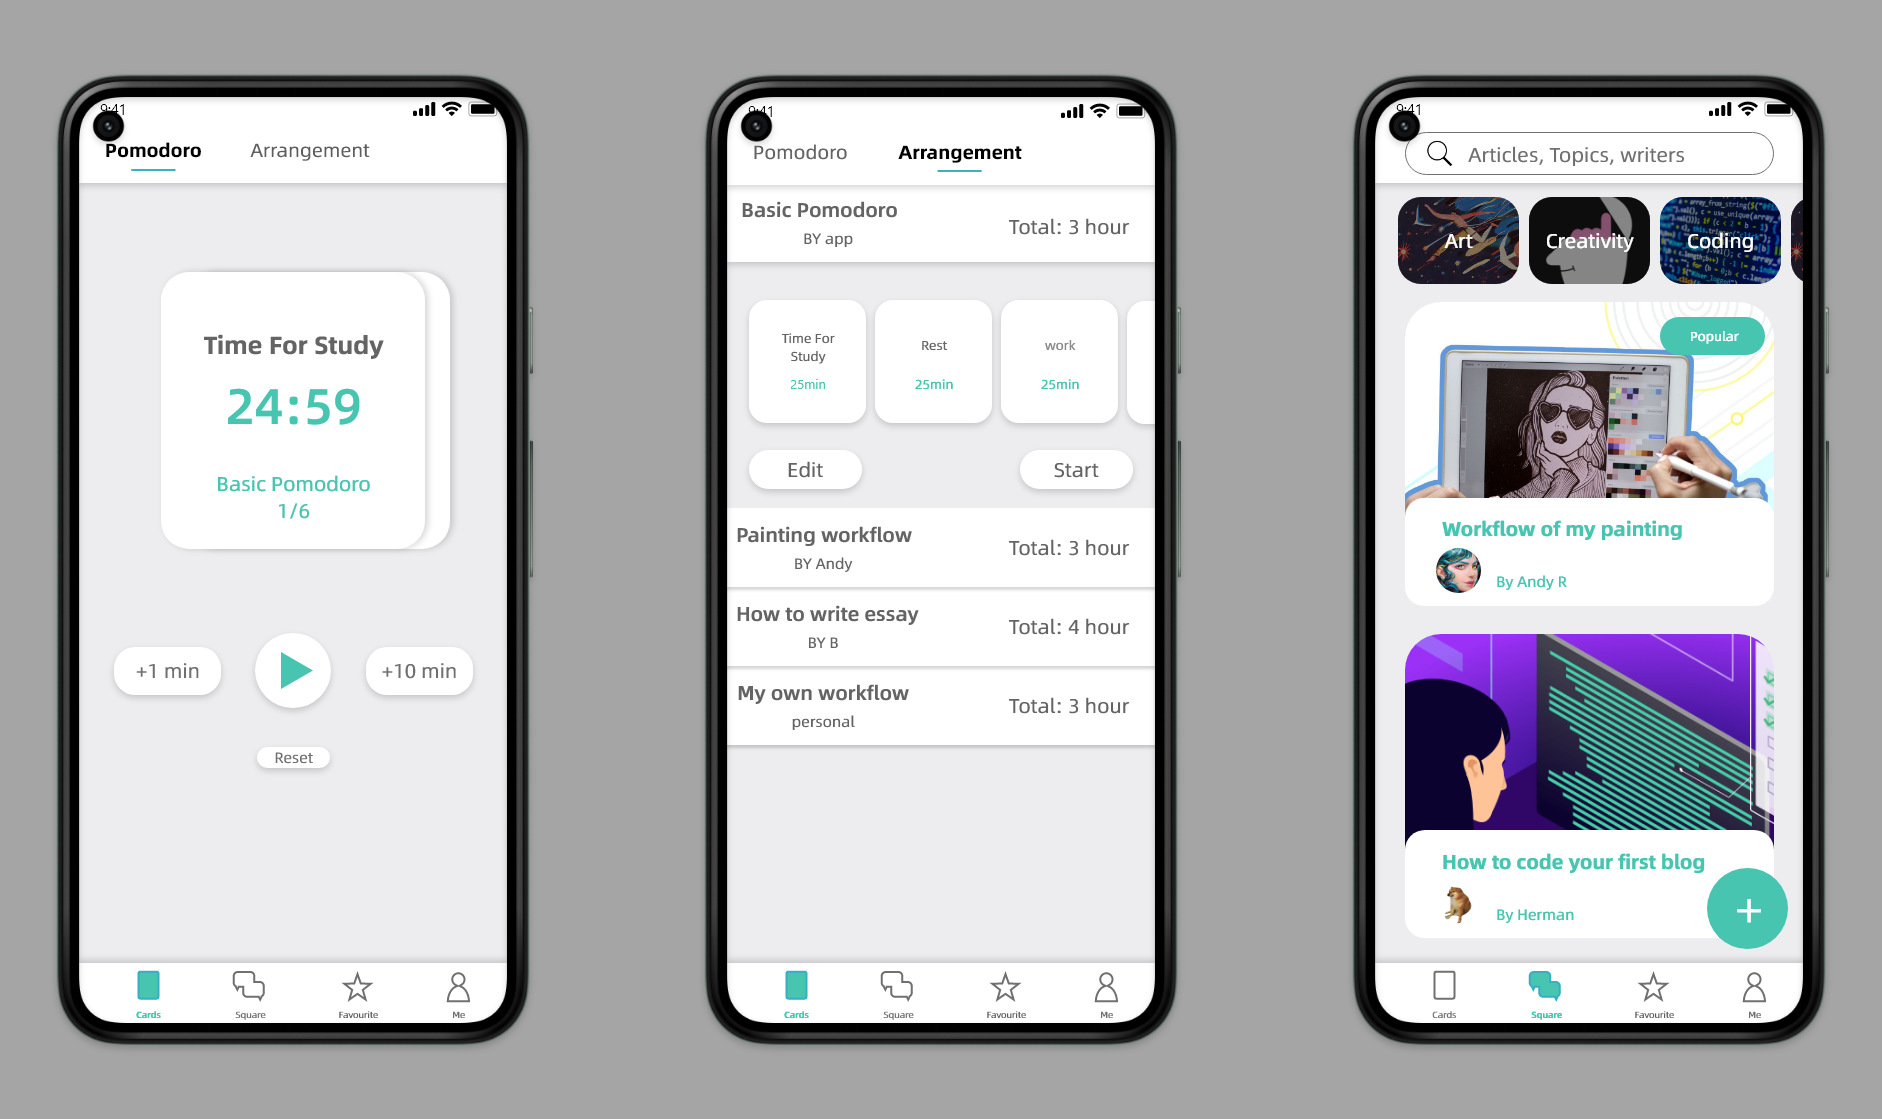 9:41
Pomodoro
Arrangement
Time For Study
24:59
Basic Pomodoro
1/6
+1 min
+10 min
Reset
Cards
Square
Favourite
Me
9:41
Pomodoro
Arrangement
Basic Pomodoro
BY app
Total: 3 hour
Time For
Study
25min
Rest
25min
work
25min
Edit
Start
Painting workflow
BY Andy
Total: 3 hour
How to write essay
BY B
Total: 4 hour
My own workflow
personal
Total: 3 hour
Cards
Square
Favourite
Me
9:41
Articles, Topics, writers
Art
Creativity
Coding
Popular
Workflow of my painting
By Andy R
How to code your first blog
By Herman
+
Cards
Square
Favourite
Me